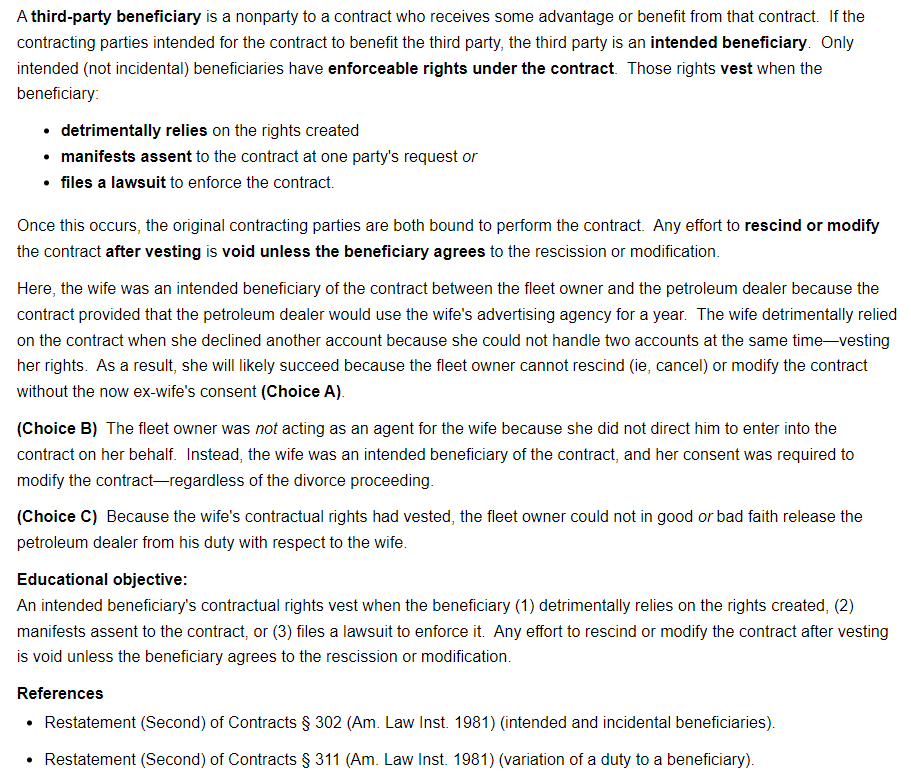 A third-party beneficiary is a nonparty to a contract who receives some advantage or benefit from that contract.  If the
contracting parties intended for the contract to benefit the third party, the third party is an intended beneficiary.  Only
intended (not incidental) beneficiaries have enforceable rights under the contract.  Those rights vest when the
beneficiary:
• detrimentally relies on the rights created
• manifests assent to the contract at one party's request or
• files a lawsuit to enforce the contract.
Once this occurs, the original contracting parties are both bound to perform the contract.  Any effort to rescind or modify
the contract after vesting is void unless the beneficiary agrees to the rescission or modification.
Here, the wife was an intended beneficiary of the contract between the fleet owner and the petroleum dealer because the
contract provided that the petroleum dealer would use the wife's advertising agency for a year.  The wife detrimentally relied
on the contract when she declined another account because she could not handle two accounts at the same time—vesting
her rights.  As a result, she will likely succeed because the fleet owner cannot rescind (ie, cancel) or modify the contract
without the now ex-wife's consent (Choice A).
(Choice B)  The fleet owner was not acting as an agent for the wife because she did not direct him to enter into the
contract on her behalf.  Instead, the wife was an intended beneficiary of the contract, and her consent was required to
modify the contract—regardless of the divorce proceeding.
(Choice C)  Because the wife's contractual rights had vested, the fleet owner could not in good or bad faith release the
petroleum dealer from his duty with respect to the wife.
Educational objective:
An intended beneficiary's contractual rights vest when the beneficiary (1) detrimentally relies on the rights created, (2)
manifests assent to the contract, or (3) files a lawsuit to enforce it.  Any effort to rescind or modify the contract after vesting
is void unless the beneficiary agrees to the rescission or modification.
References
• Restatement (Second) of Contracts § 302 (Am. Law Inst. 1981) (intended and incidental beneficiaries).
• Restatement (Second) of Contracts § 311 (Am. Law Inst. 1981) (variation of a duty to a beneficiary).